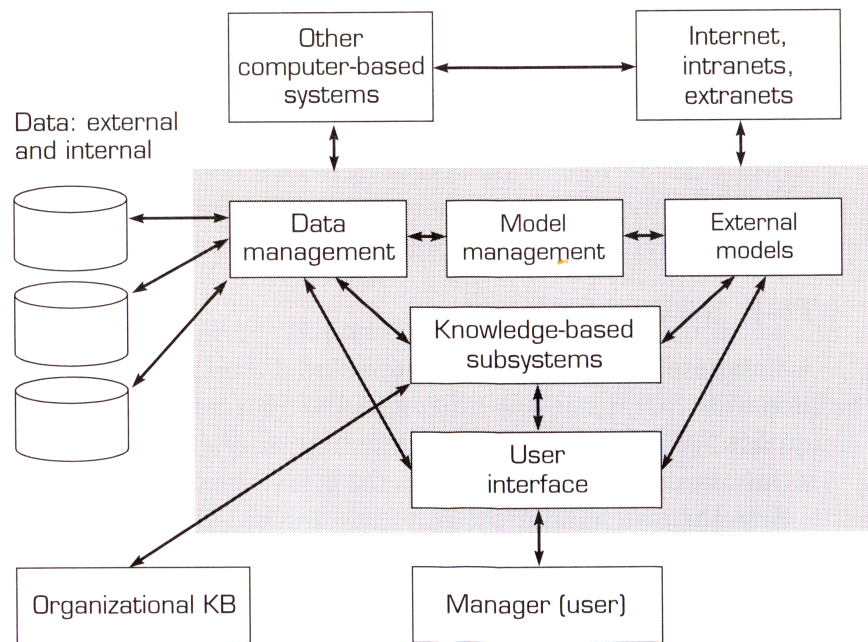 Other
computer-based
systems
Internet,
intranets,
extranets
Data: external
and internal
Data
management
Model
management
External
models
Knowledge-based
subsystems
User
interface
Organizational KB
Manager (user)